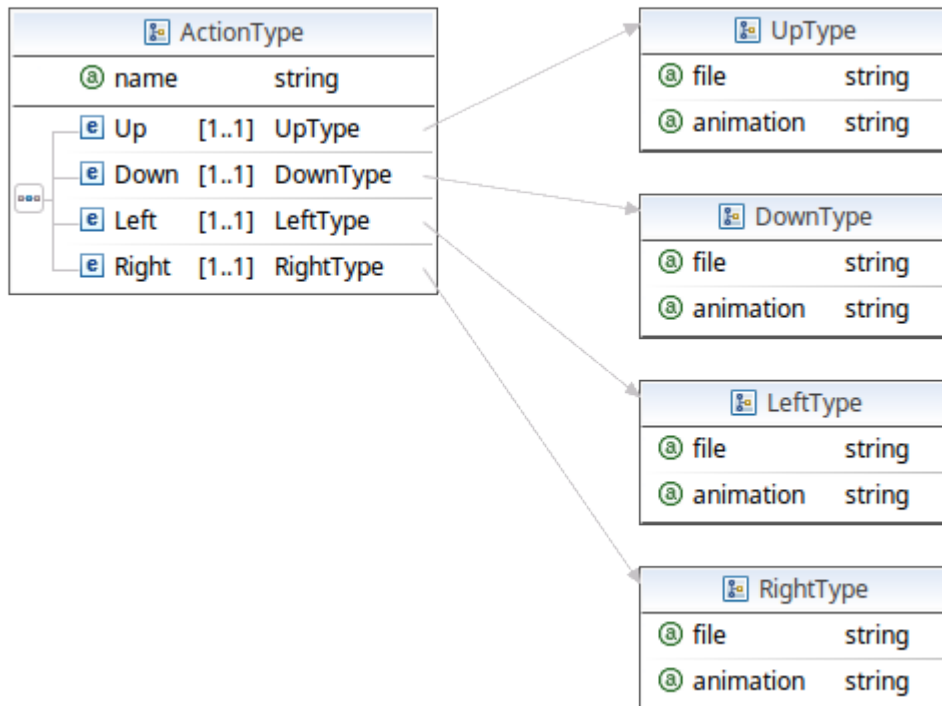 ActionType
@ name string
e Up [1..1] UpType
e Down [1..1] DownType
e Left [1..1] LeftType
e Right [1..1] RightType
UpType
@ file string
@ animation string
DownType
@ file string
@ animation string
LeftType
@ file string
@ animation string
RightType
@ file string
@ animation string